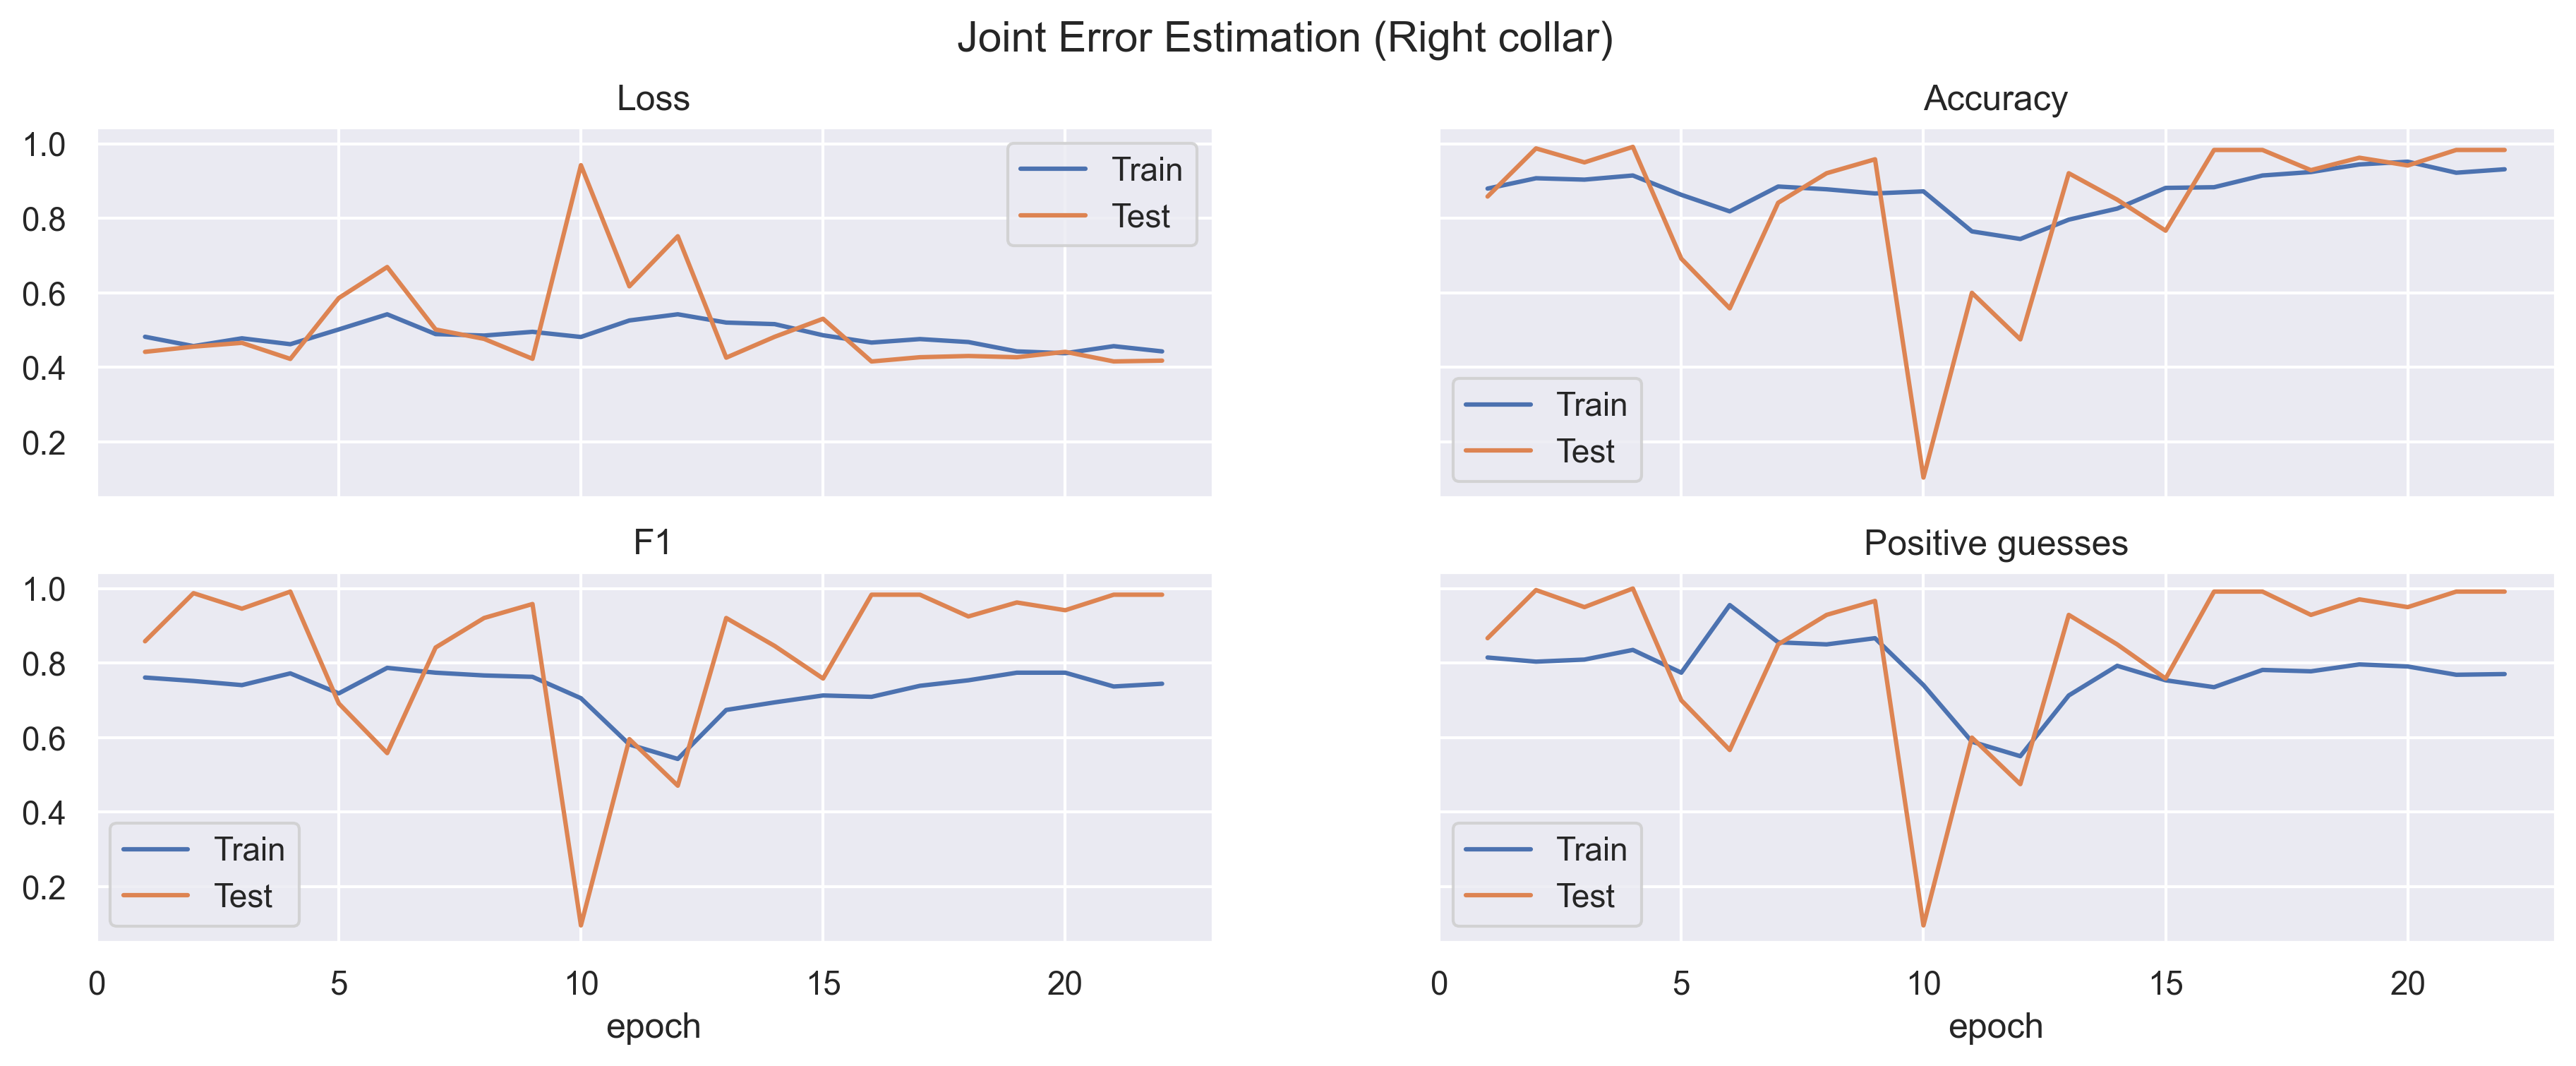 Joint Error Estimation (Right collar)
Loss
1.0
0.8
0.6
0.4
0.2
Train
Test
Accuracy
Train
Test
F1
1.0
0.8
0.6
0.4
0.2
Train
Test
0 5 10 15 20
epoch
Positive guesses
Train
Test
0 5 10 15 20
epoch